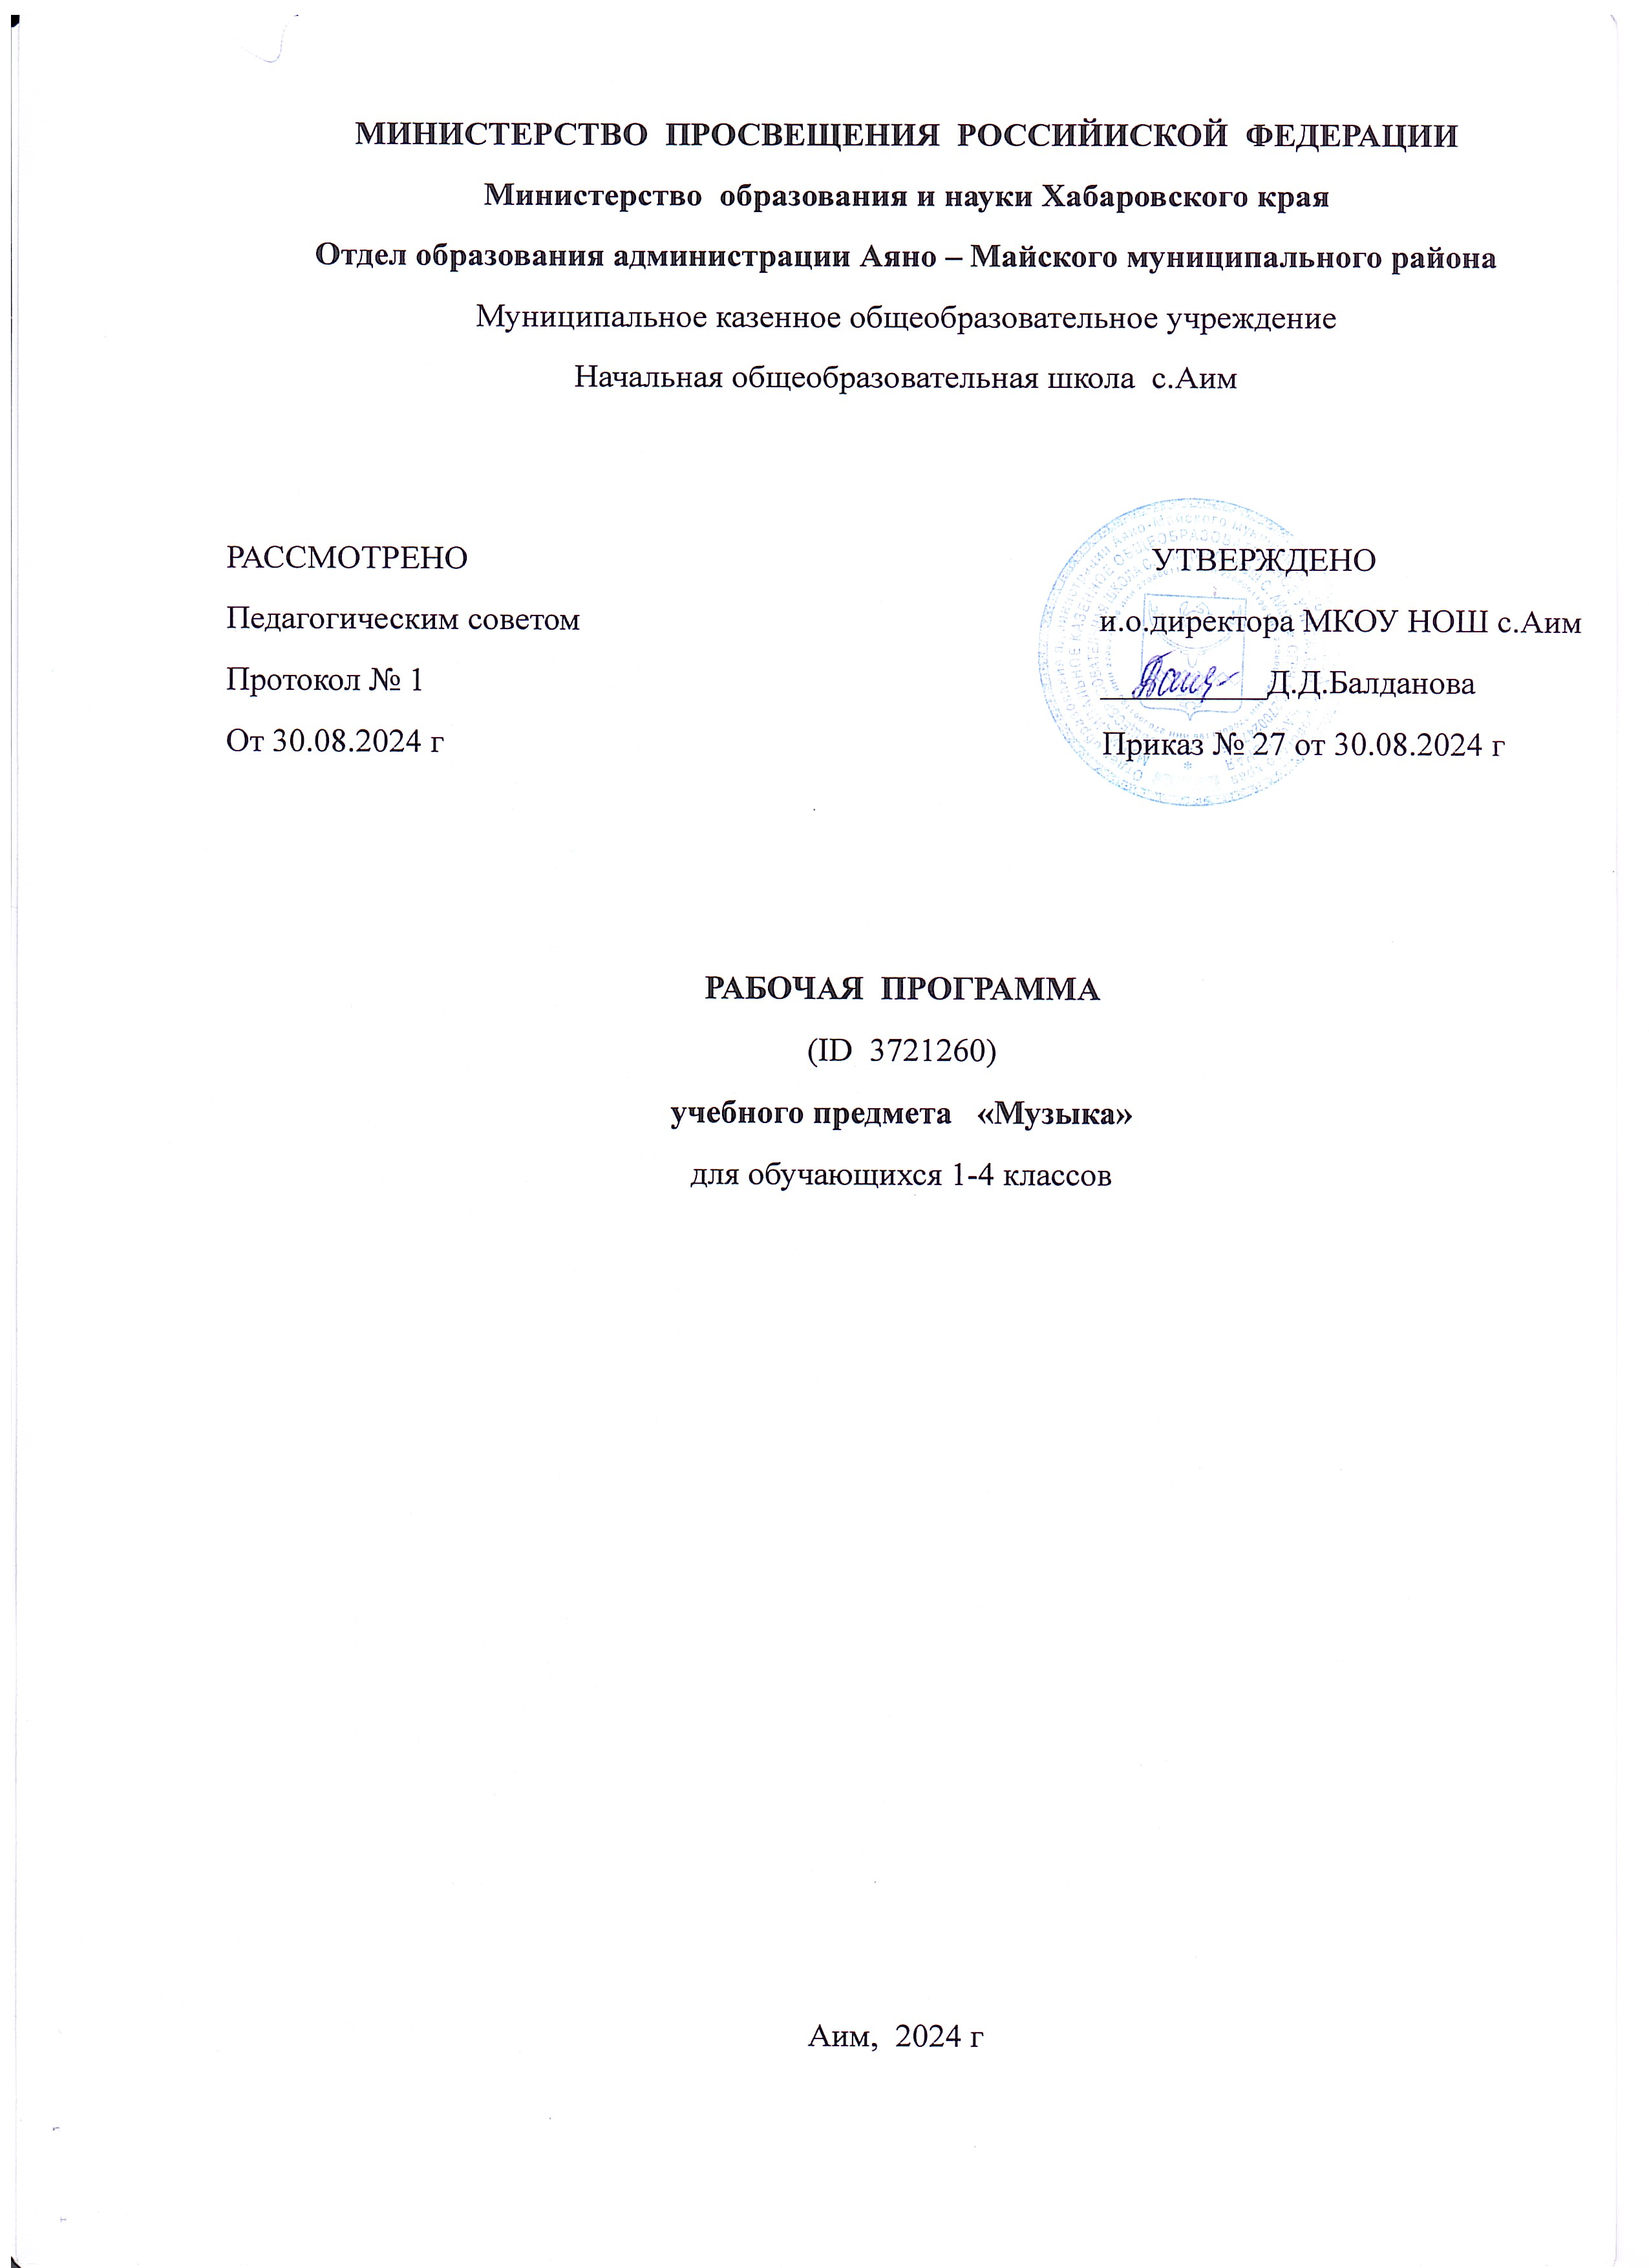 МИНИСТЕРСТВО ПРОСВЕЩЕНИЯ РОССИЙИСКОЙ ФЕДЕРАЦИИ
Министерство образования и науки Хабаровского края
Отдел образования администрации Аяно – Майского муниципального района
Муниципальное казенное общеобразовательное учреждение
Начальная общеобразовательная школа с.Аим
РАССМОТРЕНО
Педагогическим советом
Протокол № 1
От 30.08.2024 г
УТВЕРЖДЕНО
и.о.директора МКОУ НОШ с.Аим
Д.Д.Балданова
Приказ № 27 от 30.08.2024 г
РАБОЧАЯ ПРОГРАММА
(ID 3721260)
учебного предмета «Музыка»
для обучающихся 1-4 классов
Аим, 2024 г